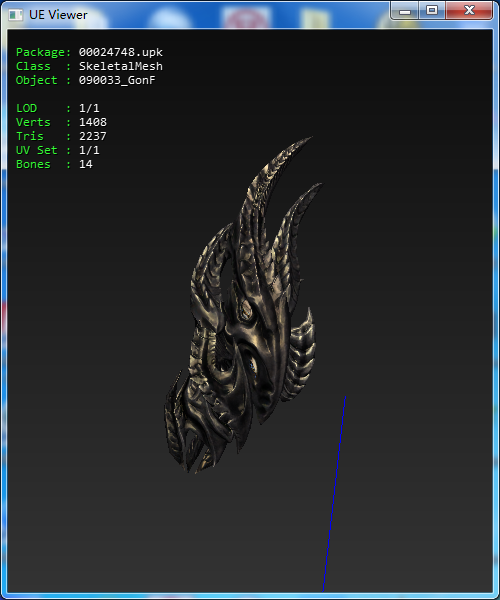 UE Viewer
Package: 00024748.upk
Class : SkeletalMesh
Object : 090033_GonF
LOD : 1/1
Verts : 1408
Tris : 2237
UV Set : 1/1
Bones : 14